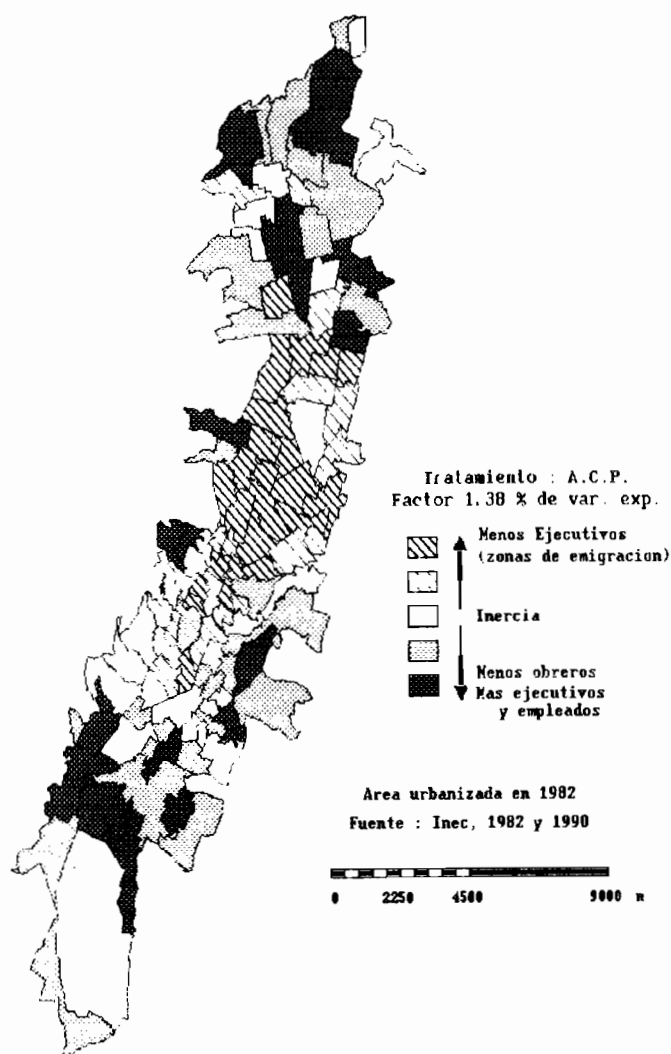 Tratamiento : A.C.P.
Factor 1.38 % de var. exp.
Menos Ejecutivos
(zonas de emigracion)
Inercia
Menos obreros
Mas ejecutivos
y empleados
Area urbanizada en 1982
Fuente : Inec, 1982 y 1990
0 2250 4500 9000 m